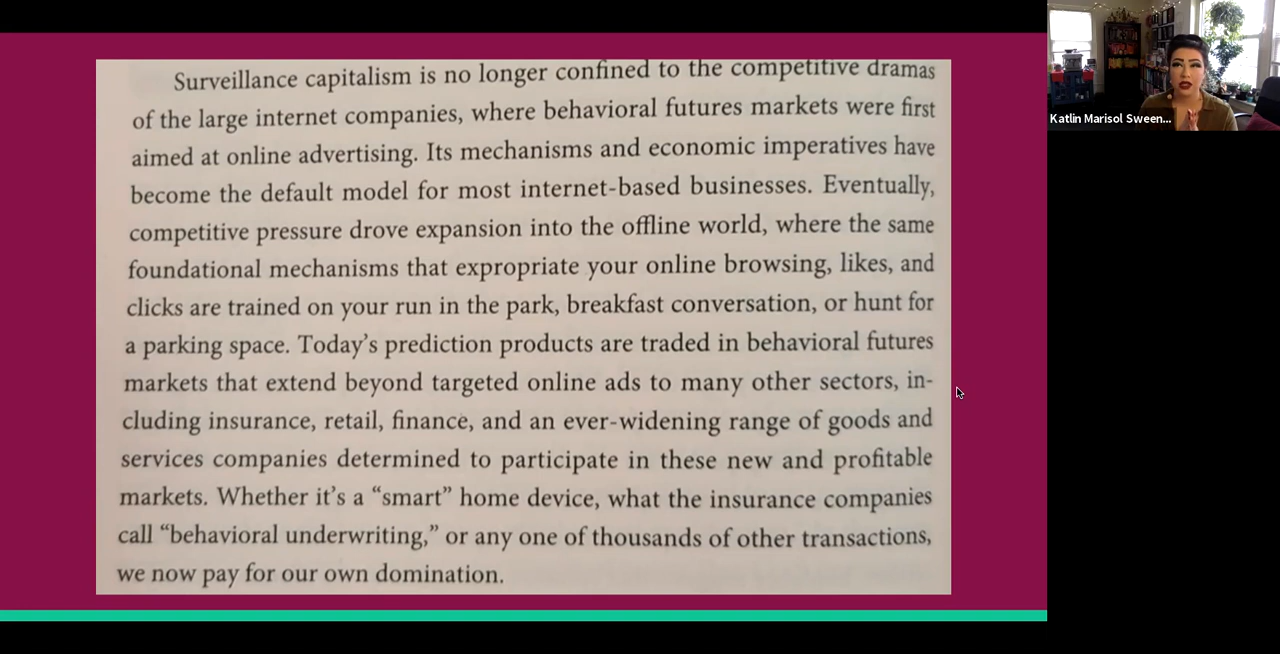 Surveillance capitalism is no longer confined to the competitive dramas
of the large internet companies, where behavioral futures markets were first
aimed at online advertising. Its mechanisms and economic imperatives have
become the default model for most internet-based businesses. Eventually,
competitive pressure drove expansion into the offline world, where the same
foundational mechanisms that expropriate your online browsing, likes, and
clicks are trained on your run in the park, breakfast conversation, or hunt for
a parking space. Today’s prediction products are traded in behavioral futures
markets that extend beyond targeted online ads to many other sectors, in-
cluding insurance, retail, finance, and an ever-widening range of goods and
services companies determined to participate in these new and profitable
markets. Whether it’s a “smart” home device, what the insurance companies
call “behavioral underwriting,” or any one of thousands of other transactions,
we now pay for our own domination.
Katlin Marisol Sween...